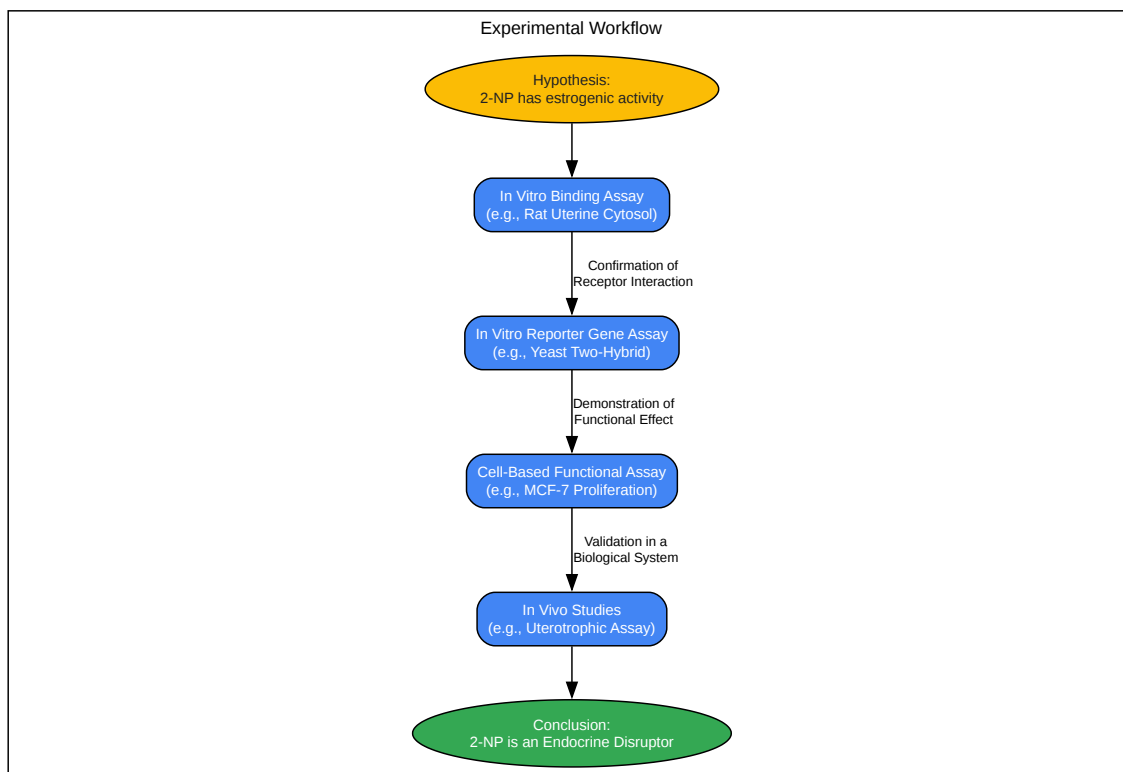 Experimental Workflow
Hypothesis:
2-NP has estrogenic activity
In Vitro Binding Assay
(e.g., Rat Uterine Cytosol)
Confirmation of
Receptor Interaction
In Vitro Reporter Gene Assay
(e.g., Yeast Two-Hybrid)
Demonstration of
Functional Effect
Cell-Based Functional Assay
(e.g., MCF-7 Proliferation)
Validation in a
Biological System
In Vivo Studies
(e.g., Uterotrophic Assay)
Conclusion:
2-NP is an Endocrine Disruptor